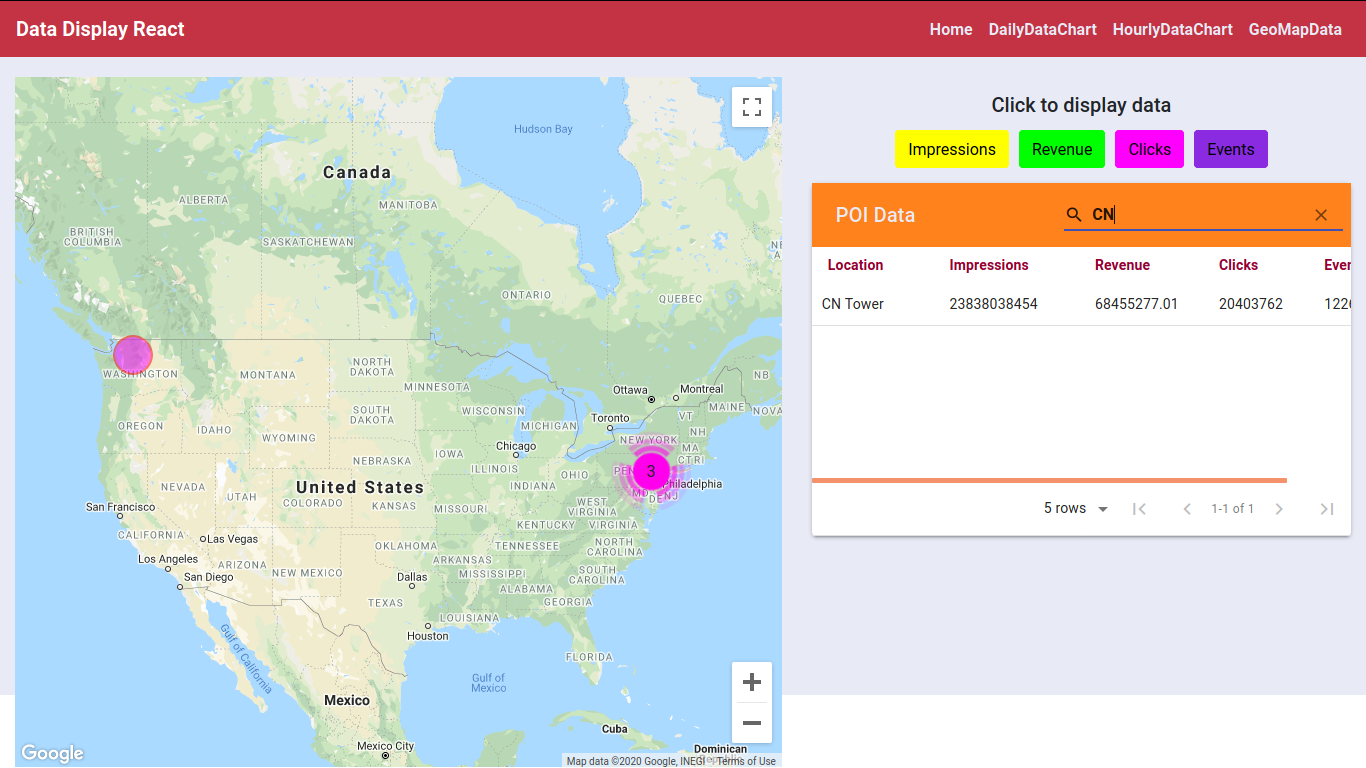 Data Display React
Home DailyDataChart HourlyDataChart GeoMapData
Click to display data
Impressions Revenue Clicks Events
POI Data
CN
Location Impressions Revenue Clicks Even
CN Tower 23838038454 68455277.01 20403762
5 rows 1-1 of 1
Hudson Bay
Canada
ALBERTA
MANITOBA
BRITISH
COLUMBIA
SASKATCHEWAN
ONTARIO
QUEBEC
WASHINGTON
MONTANA
NORTH
DAKOTA
MINNESOTA
Ottawa
Montreal
NB
MAINE
NOVA
OREGON
IDAHO
SOUTH
DAKOTA
WISCONSIN
MICHIGAN
Toronto
VT
NH
WYOMING
NEW YORK
MA
CT RI
Chicago
IOWA
NEBRASKA
ILLINOIS
INDIANA
OHIO
3
Philadelphia
MD
DE NJ
NEVADA
UTAH
United States
COLORADO
KANSAS
MISSOURI
WEST
VIRGINIA
VIRGINIA
KENTUCKY
San Francisco
CALIFORNIA
Las Vegas
OKLAHOMA
TENNESSEE
NORTH
CAROLINA
Los Angeles
ARIZONA
NEW MEXICO
ARKANSAS
MISSISSIPPI
SOUTH
CAROLINA
San Diego
Dallas
ALABAMA
TEXAS
GEORGIA
LOUISIANA
Houston
Gulf of California
FLORIDA
Gulf of
Mexico
Mexico
Cuba
Mexico City
Dominican
Google
Map data ©2020 Google, INEGI Terms of Use